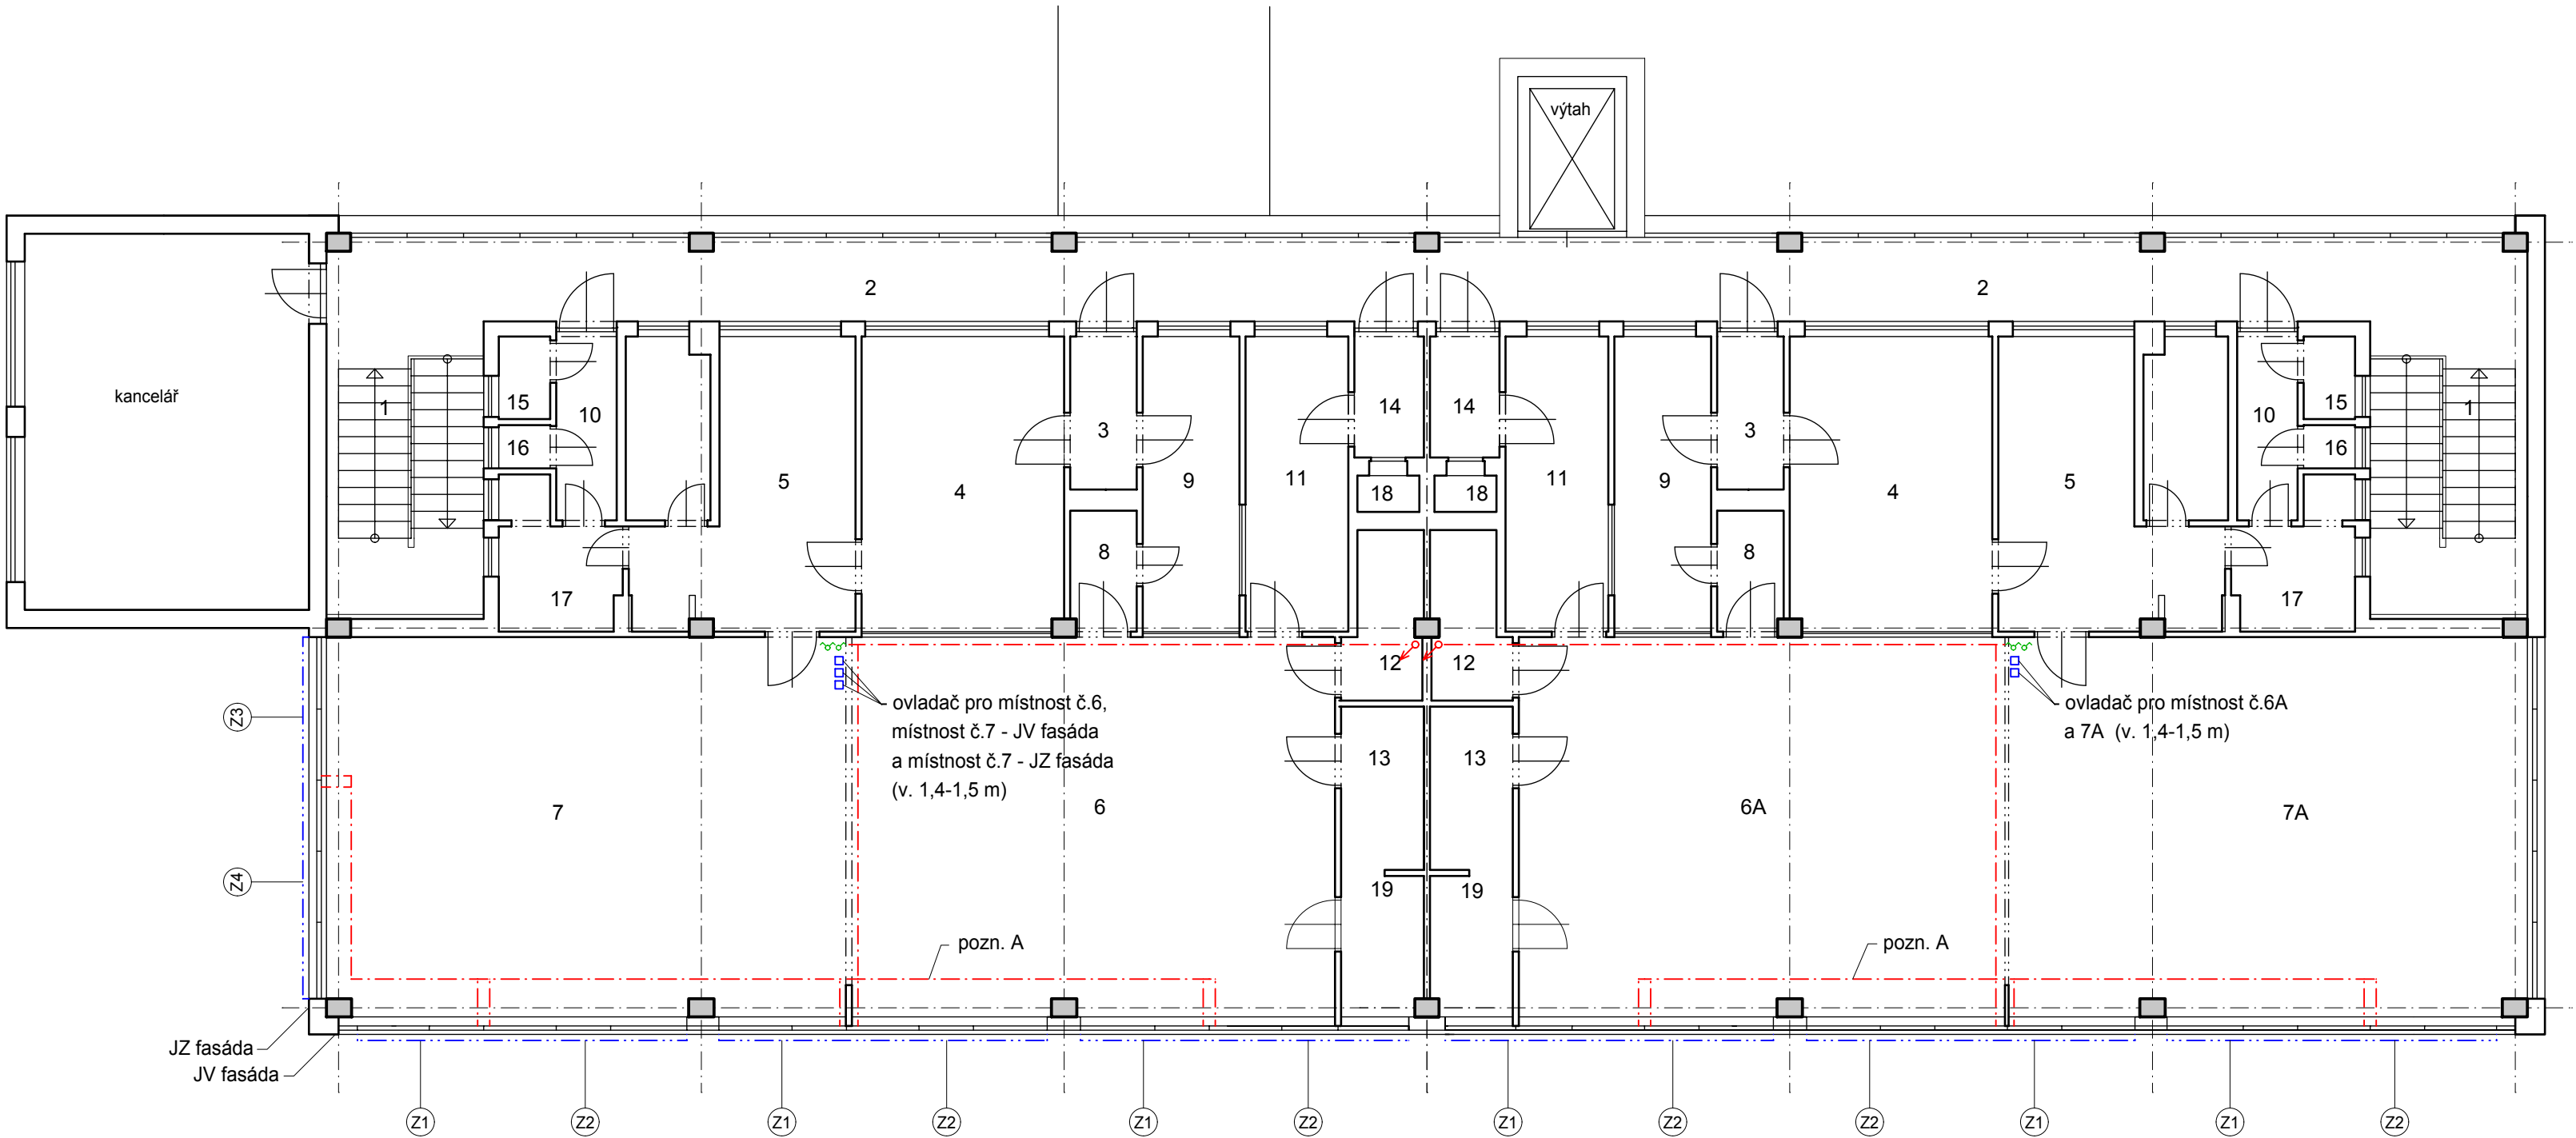 výtah
2
2
kancelář
1
15
10
16
14
14
3
3
5
4
9
11
18
18
11
9
4
5
10
15
16
1
8
8
17
17
12
12
Z3
ovladač pro místnost č.6,
místnost č.7 - JV fasáda
a místnost č.7 - JZ fasáda
(v. 1,4-1,5 m)
ovladač pro místnost č.6A
a 7A (v. 1,4-1,5 m)
13
13
7
6
6A
7A
Z4
19
19
pozn. A
pozn. A
JZ fasáda
JV fasáda
Z1
Z2
Z1
Z2
Z1
Z2
Z1
Z2
Z2
Z1
Z1
Z2